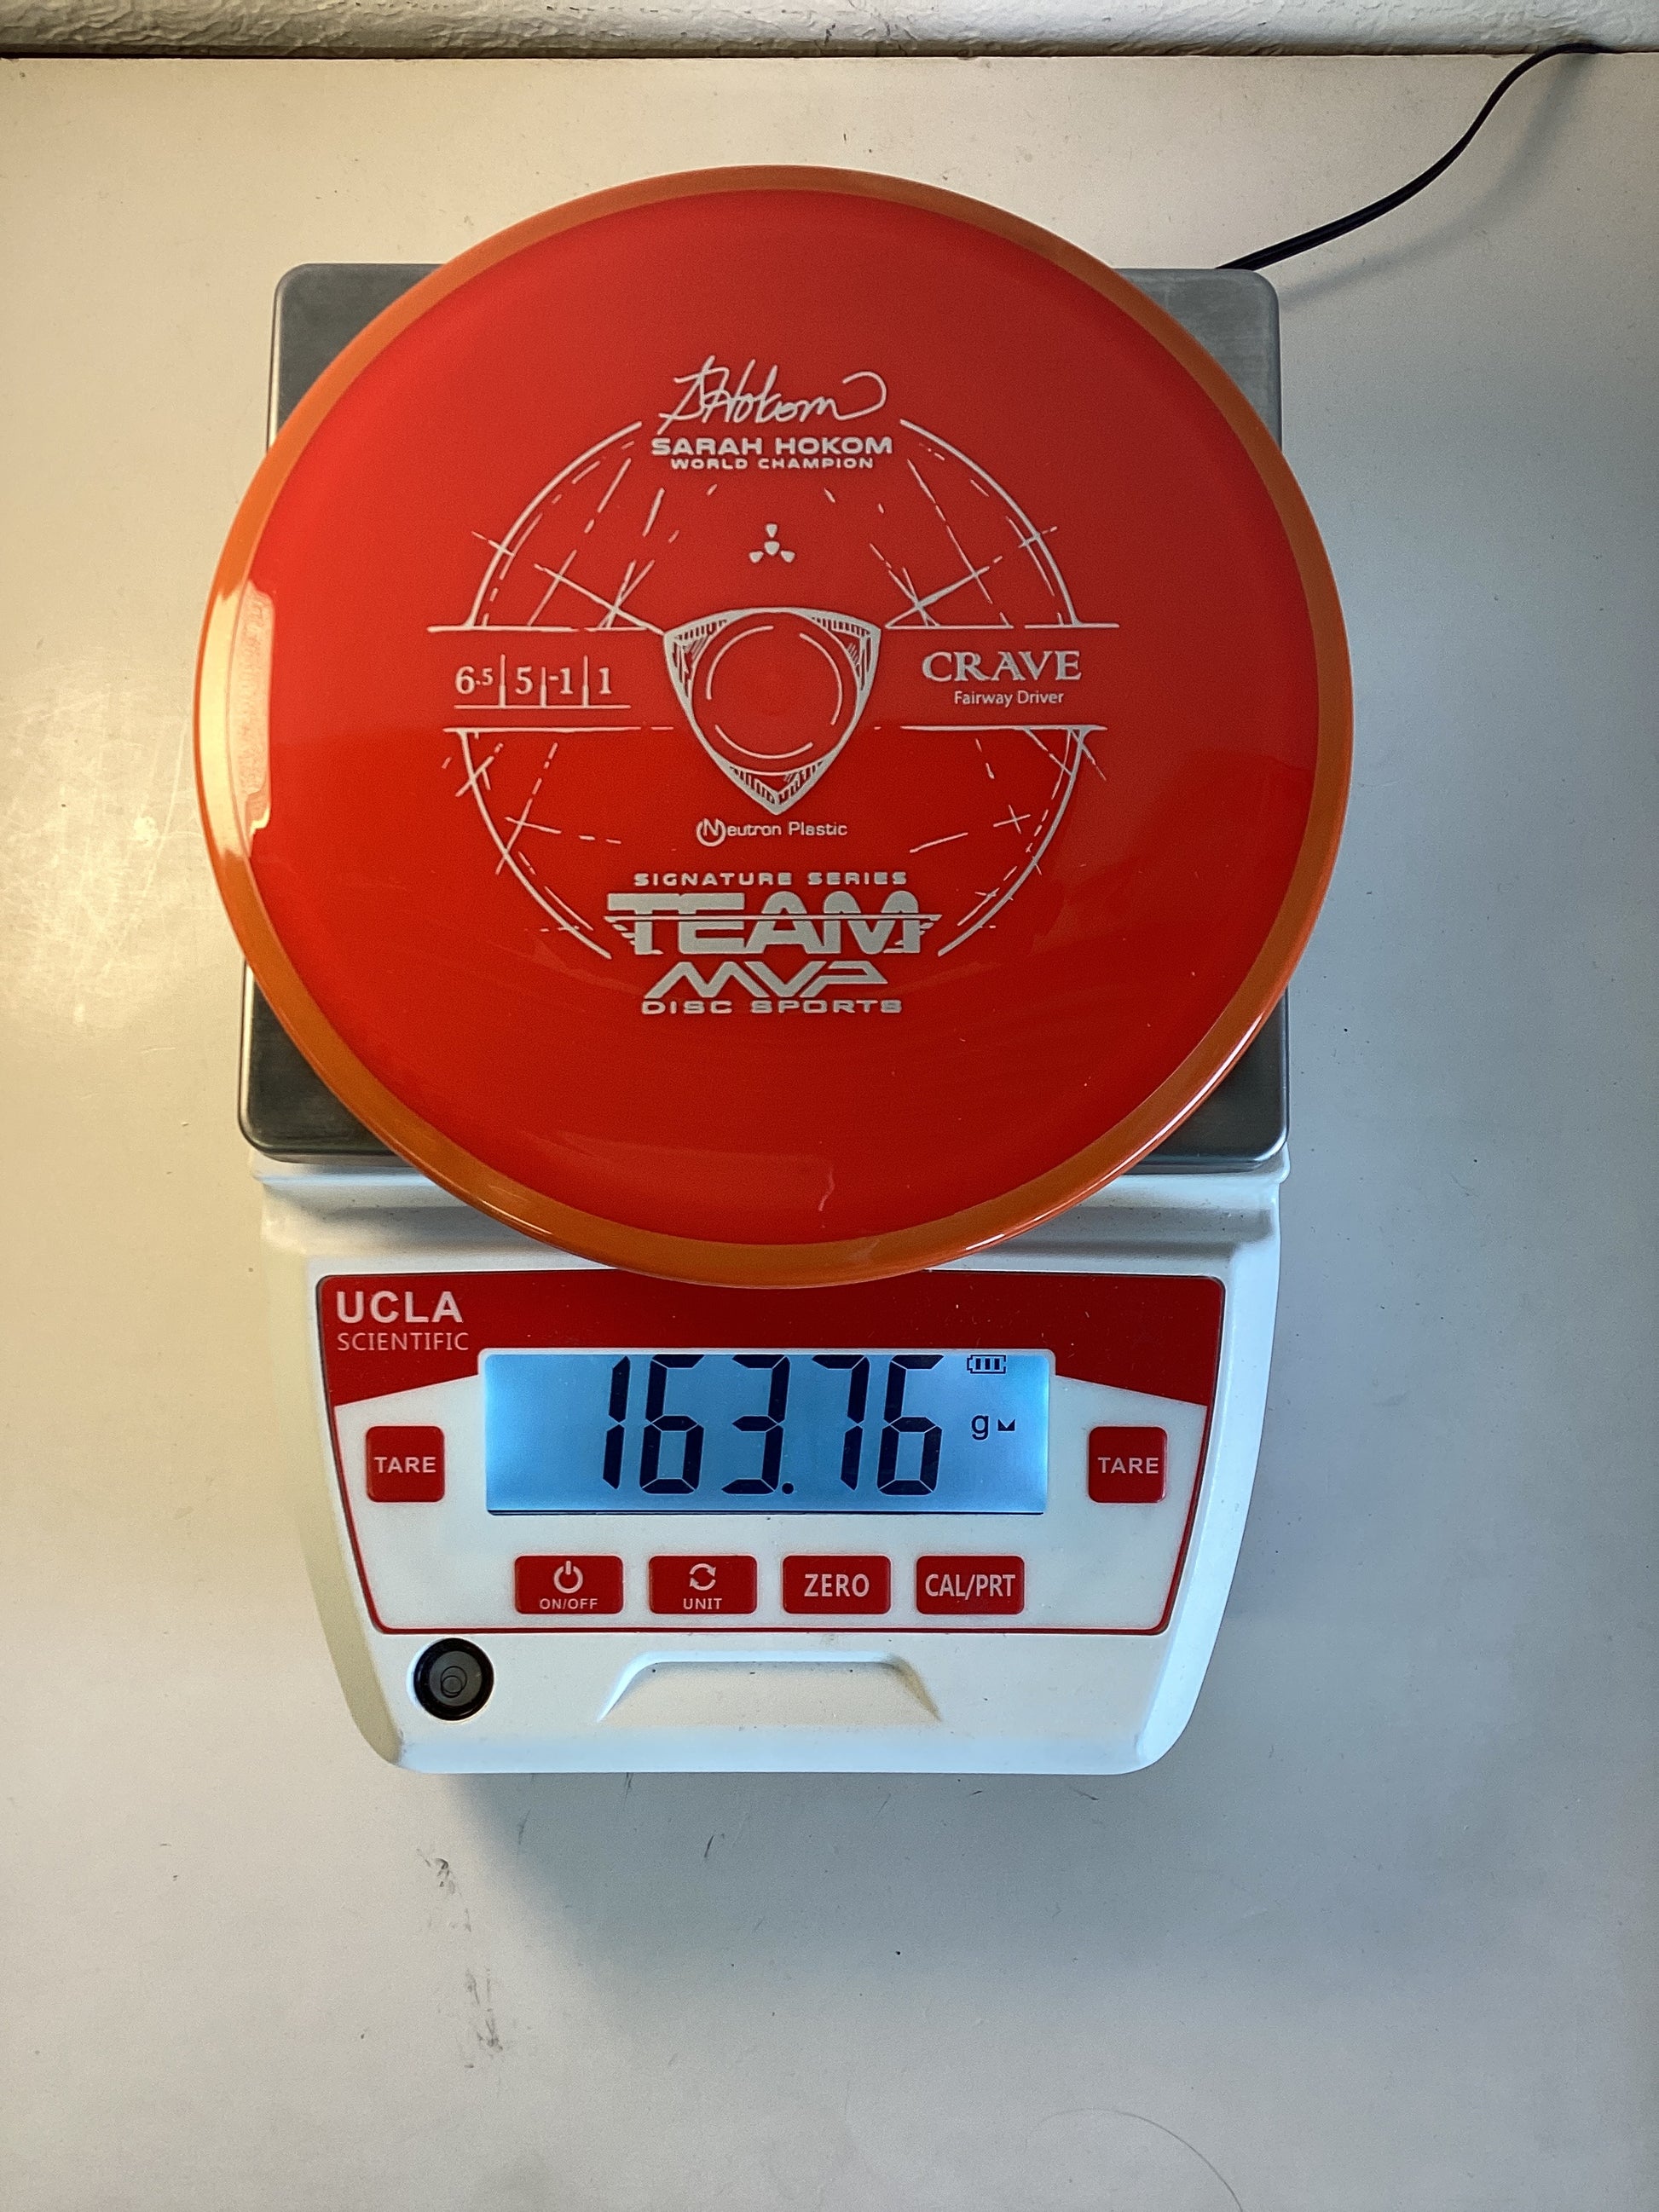 SHokom
SARAH HOKOM
WORLD CHAMPION
6.5 | 5 | -1 | 1
CRAVE
Fairway Driver
Neutron Plastic
SIGNATURE SERIES
TEAM
MVP
DISC SPORTS
UCLA
SCIENTIFIC
163.76 g
TARE
TARE
ON/OFF
UNIT
ZERO
CAL/PRT